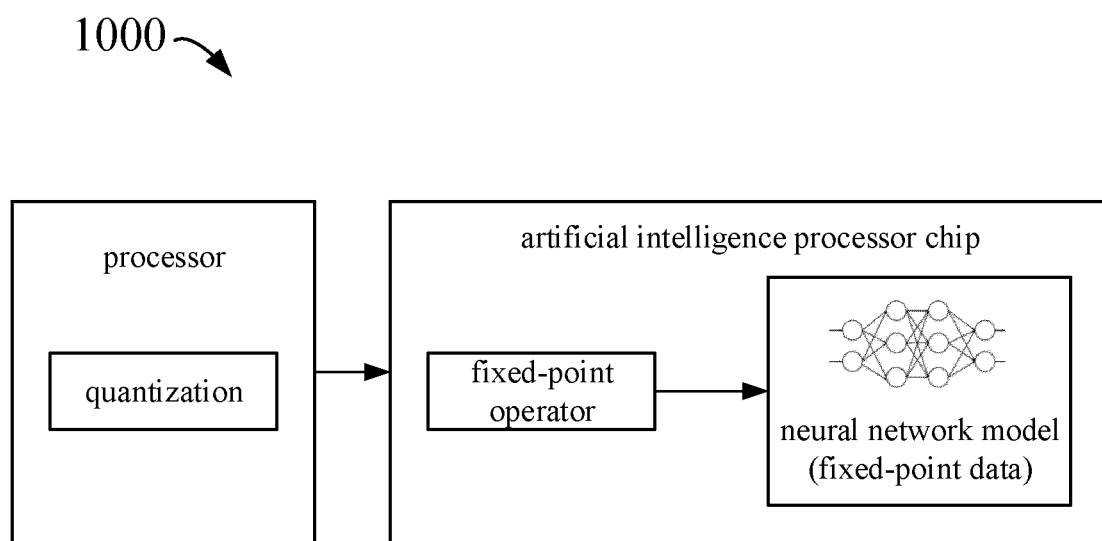 1000
processor
quantization
artificial intelligence processor chip
fixed-point
operator
neural network model
(fixed-point data)